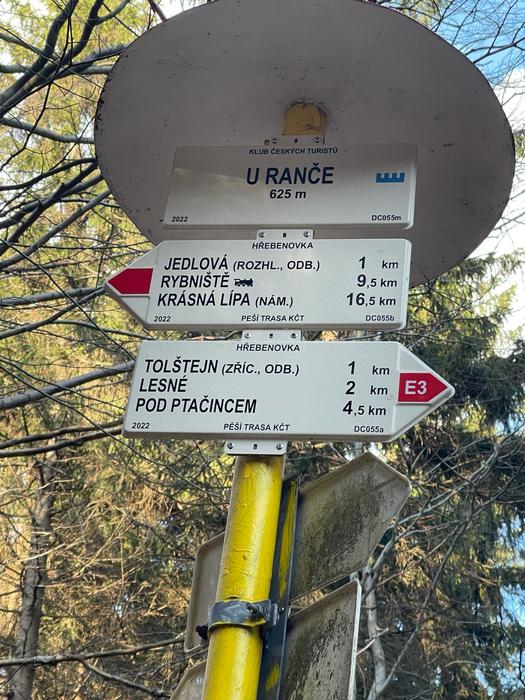 KLUB ČESKÝCH TURISTŮ
U RANČE
625 m
2022 DC055m
HŘEBENOVKA
JEDLOVÁ (ROZHL., ODB.) 1 km
RYBNIŠTĚ 9,5 km
KRÁSNÁ LÍPA (NÁM.) 16,5 km
2022 PĚŠÍ TRASA KČT DC055b
HŘEBENOVKA
TOLŠTEJN (ZŘÍC., ODB.) 1 km
LESNÉ 2 km
POD PTAČINCEM 4,5 km
E3
2022 PĚŠÍ TRASA KČT DC055a